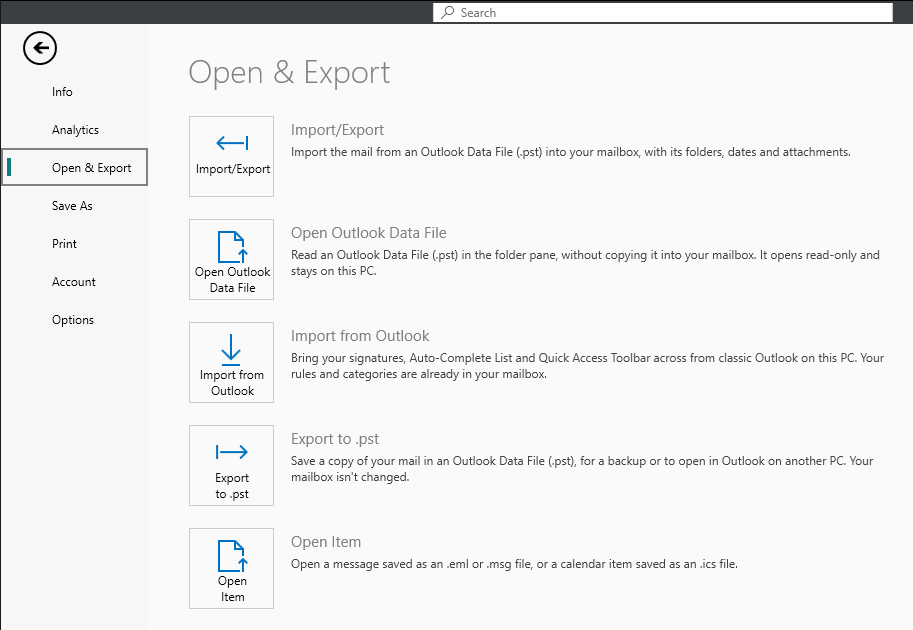 Search
Info
Analytics
Open & Export
Save As
Print
Account
Options
Open & Export
Import/Export
Import/Export
Import the mail from an Outlook Data File (.pst) into your mailbox, with its folders, dates and attachments.
Open Outlook
Data File
Open Outlook Data File
Read an Outlook Data File (.pst) in the folder pane, without copying it into your mailbox. It opens read-only and
stays on this PC.
Import from
Outlook
Import from Outlook
Bring your signatures, Auto-Complete List and Quick Access Toolbar across from classic Outlook on this PC. Your
rules and categories are already in your mailbox.
Export
to .pst
Export to .pst
Save a copy of your mail in an Outlook Data File (.pst), for a backup or to open in Outlook on another PC. Your
mailbox isn't changed.
Open
Item
Open Item
Open a message saved as an .eml or .msg file, or a calendar item saved as an .ics file.